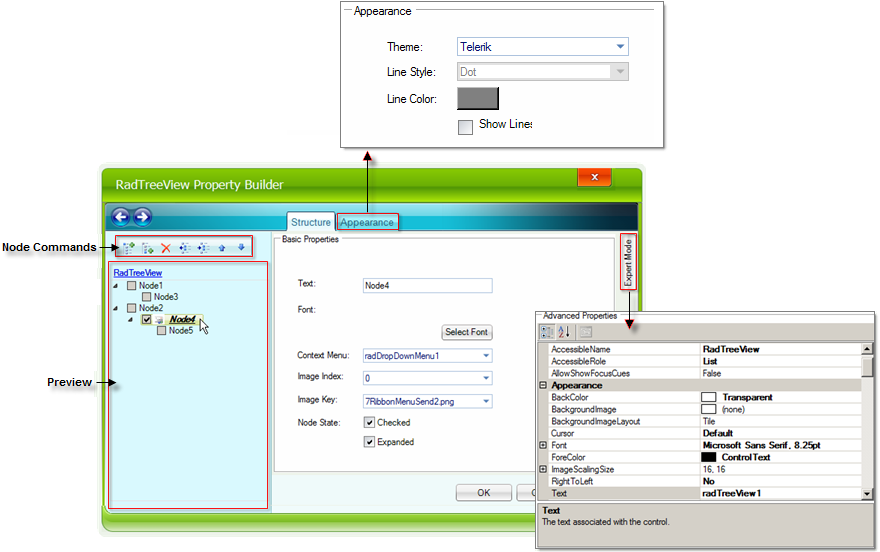 Appearance
Theme: Telerik
Line Style: Dot
Line Color:
Show Lines
RadTreeView Property Builder
x
Structure Appearance
Node Commands
Basic Properties
Expert Mode
RadTreeView
Node1
Node3
Node2
Node4
Node5
Preview
Text: Node4
Font:
Select Font
Context Menu: radDropDownMenu1
Image Index: 0
Image Key: 7RibbonMenuSend2.png
Node State: Checked
Expanded
OK
Advanced Properties
AccessibleName RadTreeView
AccessibleRole List
AllowShowFocusCues False
Appearance
BackColor Transparent
BackgroundImage (none)
BackgroundImageLayout Tile
Cursor Default
Font Microsoft Sans Serif, 8.25pt
ForeColor ControlText
ImageScalingSize 16, 16
RightToLeft No
Text radTreeView1
Text
The text associated with the control.